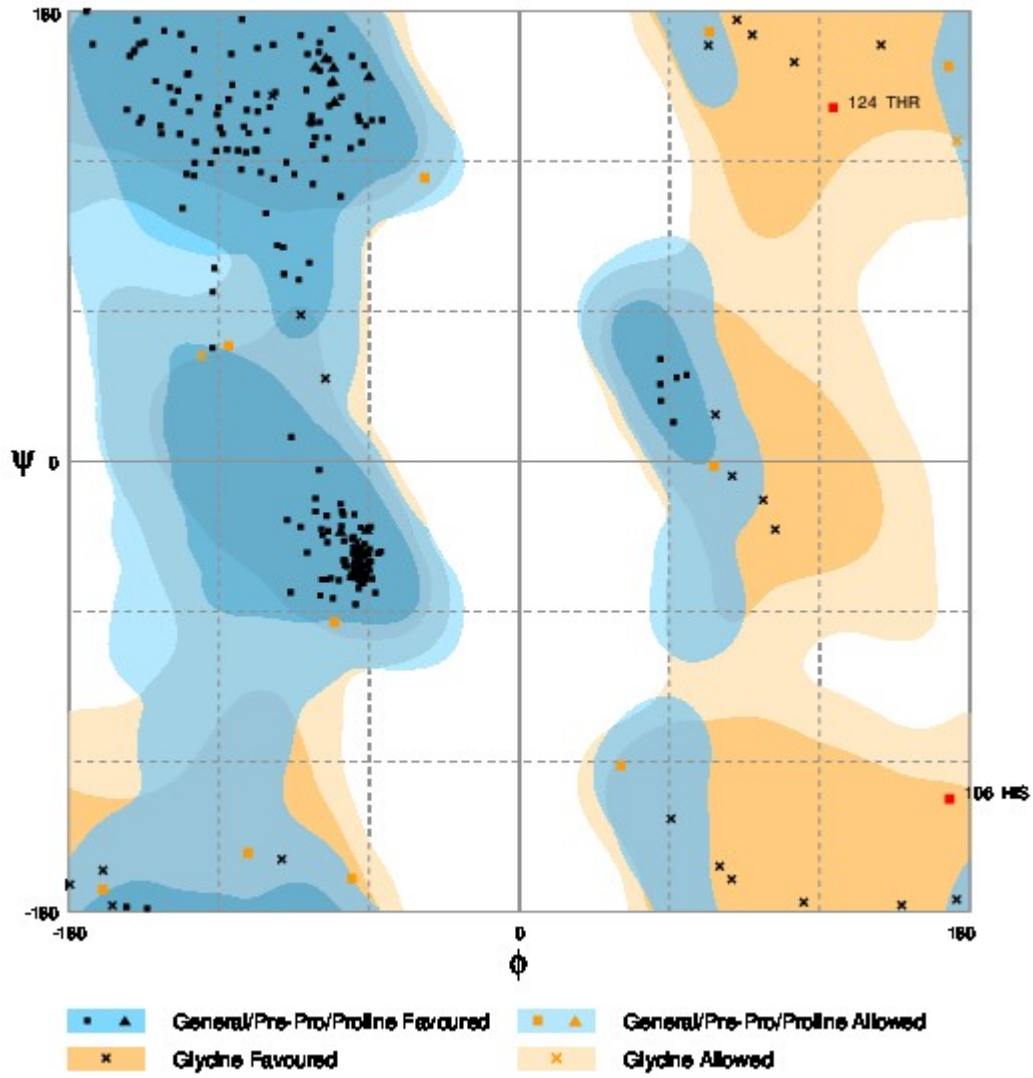 180
124 THR
Ψ 0
106 HIS
-180
-180 0 180
ϕ
General/Pre-Pro/Proline Favoured General/Pre-Pro/Proline Allowed
Glycine Favoured Glycine Allowed